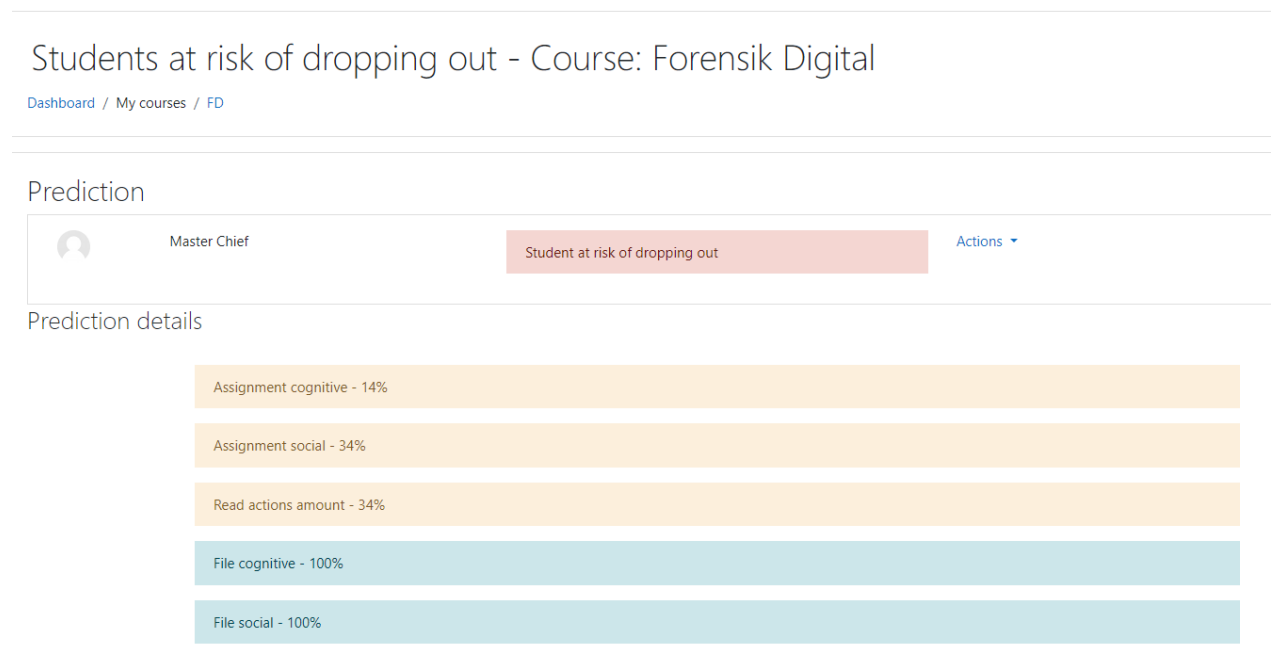 Students at risk of dropping out - Course: Forensik Digital
Dashboard / My courses / FD
Prediction
Master Chief
Student at risk of dropping out
Actions
Prediction details
Assignment cognitive - 14%
Assignment social - 34%
Read actions amount - 34%
File cognitive - 100%
File social - 100%